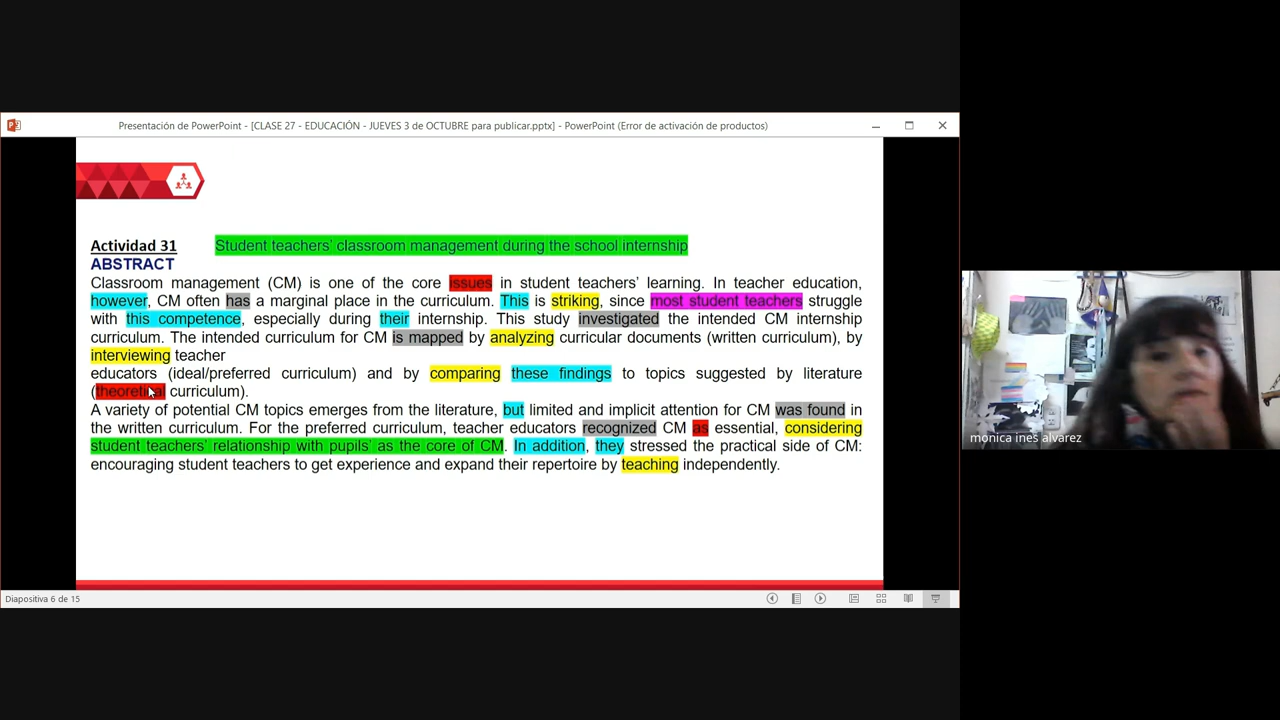 Presentación de PowerPoint - [CLASE 27 - EDUCACIÓN - JUEVES 3 de OCTUBRE para publicar.pptx] - PowerPoint (Error de activación de productos)
Actividad 31 Student teachers’ classroom management during the school internship
ABSTRACT
Classroom management (CM) is one of the core issues in student teachers’ learning. In teacher education,
however, CM often has a marginal place in the curriculum. This is striking, since most student teachers struggle
with this competence, especially during their internship. This study investigated the intended CM internship
curriculum. The intended curriculum for CM is mapped by analyzing curricular documents (written curriculum), by
interviewing teacher
educators (ideal/preferred curriculum) and by comparing these findings to topics suggested by literature
(theoretical curriculum).
A variety of potential CM topics emerges from the literature, but limited and implicit attention for CM was found in
the written curriculum. For the preferred curriculum, teacher educators recognized CM as essential, considering
student teachers’ relationship with pupils’ as the core of CM. In addition, they stressed the practical side of CM:
encouraging student teachers to get experience and expand their repertoire by teaching independently.
Diapositiva 6 de 15
monica ines alvarez